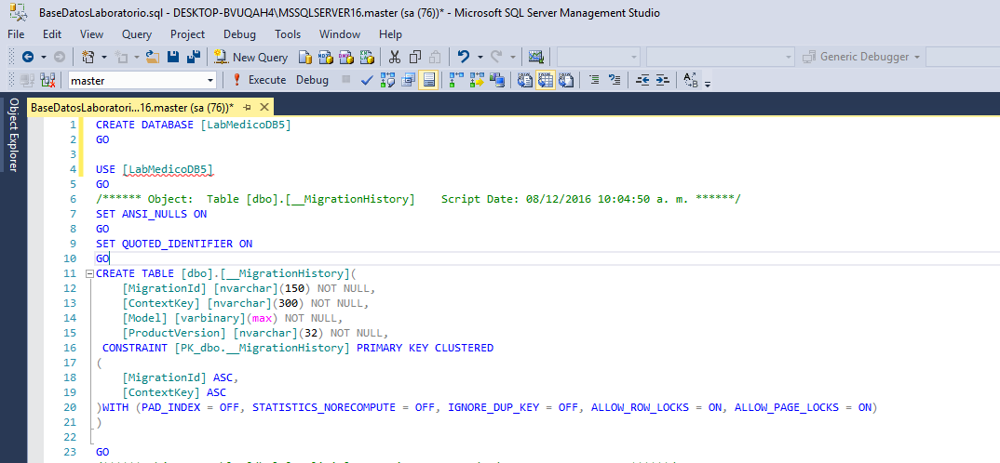 BaseDatosLaboratorio.sql - DESKTOP-BVUQAH4\MSSQLSERVER16.master (sa (76))* - Microsoft SQL Server Management Studio
File Edit View Query Project Debug Tools Window Help
New Query Generic Debugger
master Execute Debug
Object Explorer
BaseDatosLaboratori...16.master (sa (76))*
1 CREATE DATABASE [LabMedicoDB5]
2 GO
3
4 USE [LabMedicoDB5]
5 GO
6 /****** Object:  Table [dbo].[__MigrationHistory]    Script Date: 08/12/2016 10:04:50 a. m. ******/
7 SET ANSI_NULLS ON
8 GO
9 SET QUOTED_IDENTIFIER ON
10 GO
11 CREATE TABLE [dbo].[__MigrationHistory](
12 [MigrationId] [nvarchar](150) NOT NULL,
13 [ContextKey] [nvarchar](300) NOT NULL,
14 [Model] [varbinary](max) NOT NULL,
15 [ProductVersion] [nvarchar](32) NOT NULL,
16 CONSTRAINT [PK_dbo.__MigrationHistory] PRIMARY KEY CLUSTERED
17 (
18 [MigrationId] ASC,
19 [ContextKey] ASC
20 )WITH (PAD_INDEX = OFF, STATISTICS_NORECOMPUTE = OFF, IGNORE_DUP_KEY = OFF, ALLOW_ROW_LOCKS = ON, ALLOW_PAGE_LOCKS = ON)
21 )
22
23 GO